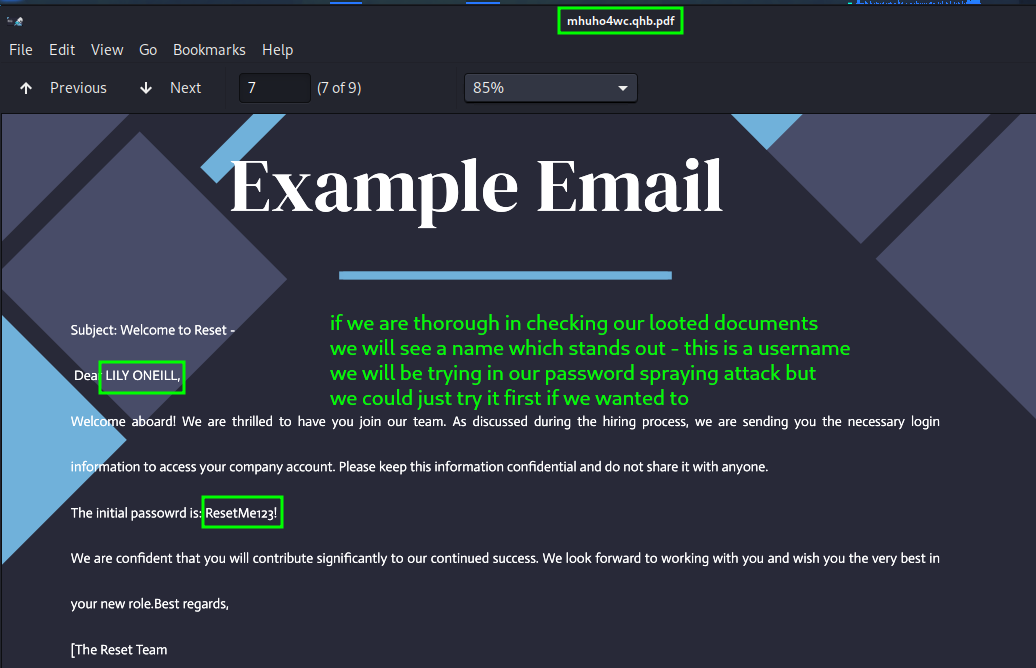 mhuho4wc.qhb.pdf
File Edit View Go Bookmarks Help
Previous Next 7 (7 of 9) 85%
Example Email
Subject: Welcome to Reset -
if we are thorough in checking our looted documents
we will see a name which stands out - this is a username
we will be trying in our password spraying attack but
we could just try it first if we wanted to
Dear LILY ONEILL,
Welcome aboard! We are thrilled to have you join our team. As discussed during the hiring process, we are sending you the necessary login
information to access your company account. Please keep this information confidential and do not share it with anyone.
The initial passowrd is: ResetMe123!
We are confident that you will contribute significantly to our continued success. We look forward to working with you and wish you the very best in
your new role.Best regards,
[The Reset Team